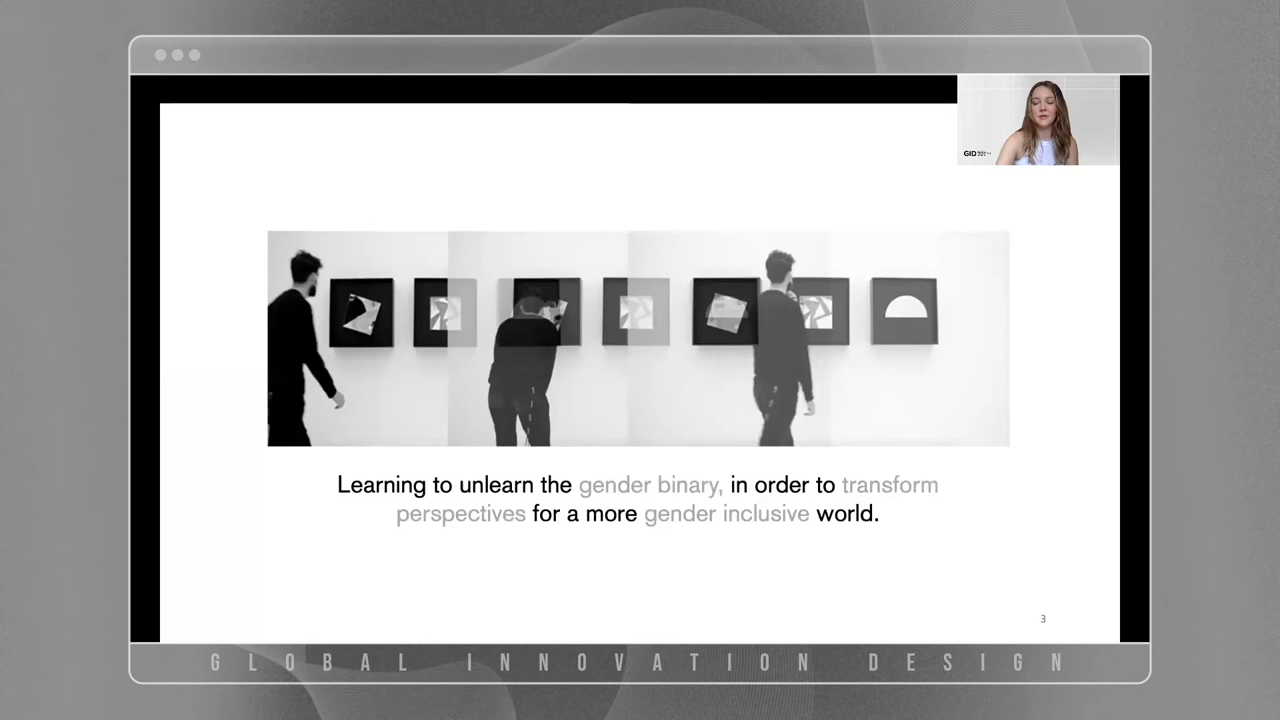 GID
Learning to unlearn the gender binary, in order to transform
perspectives for a more gender inclusive world.
3
GLOBAL INNOVATION DESIGN